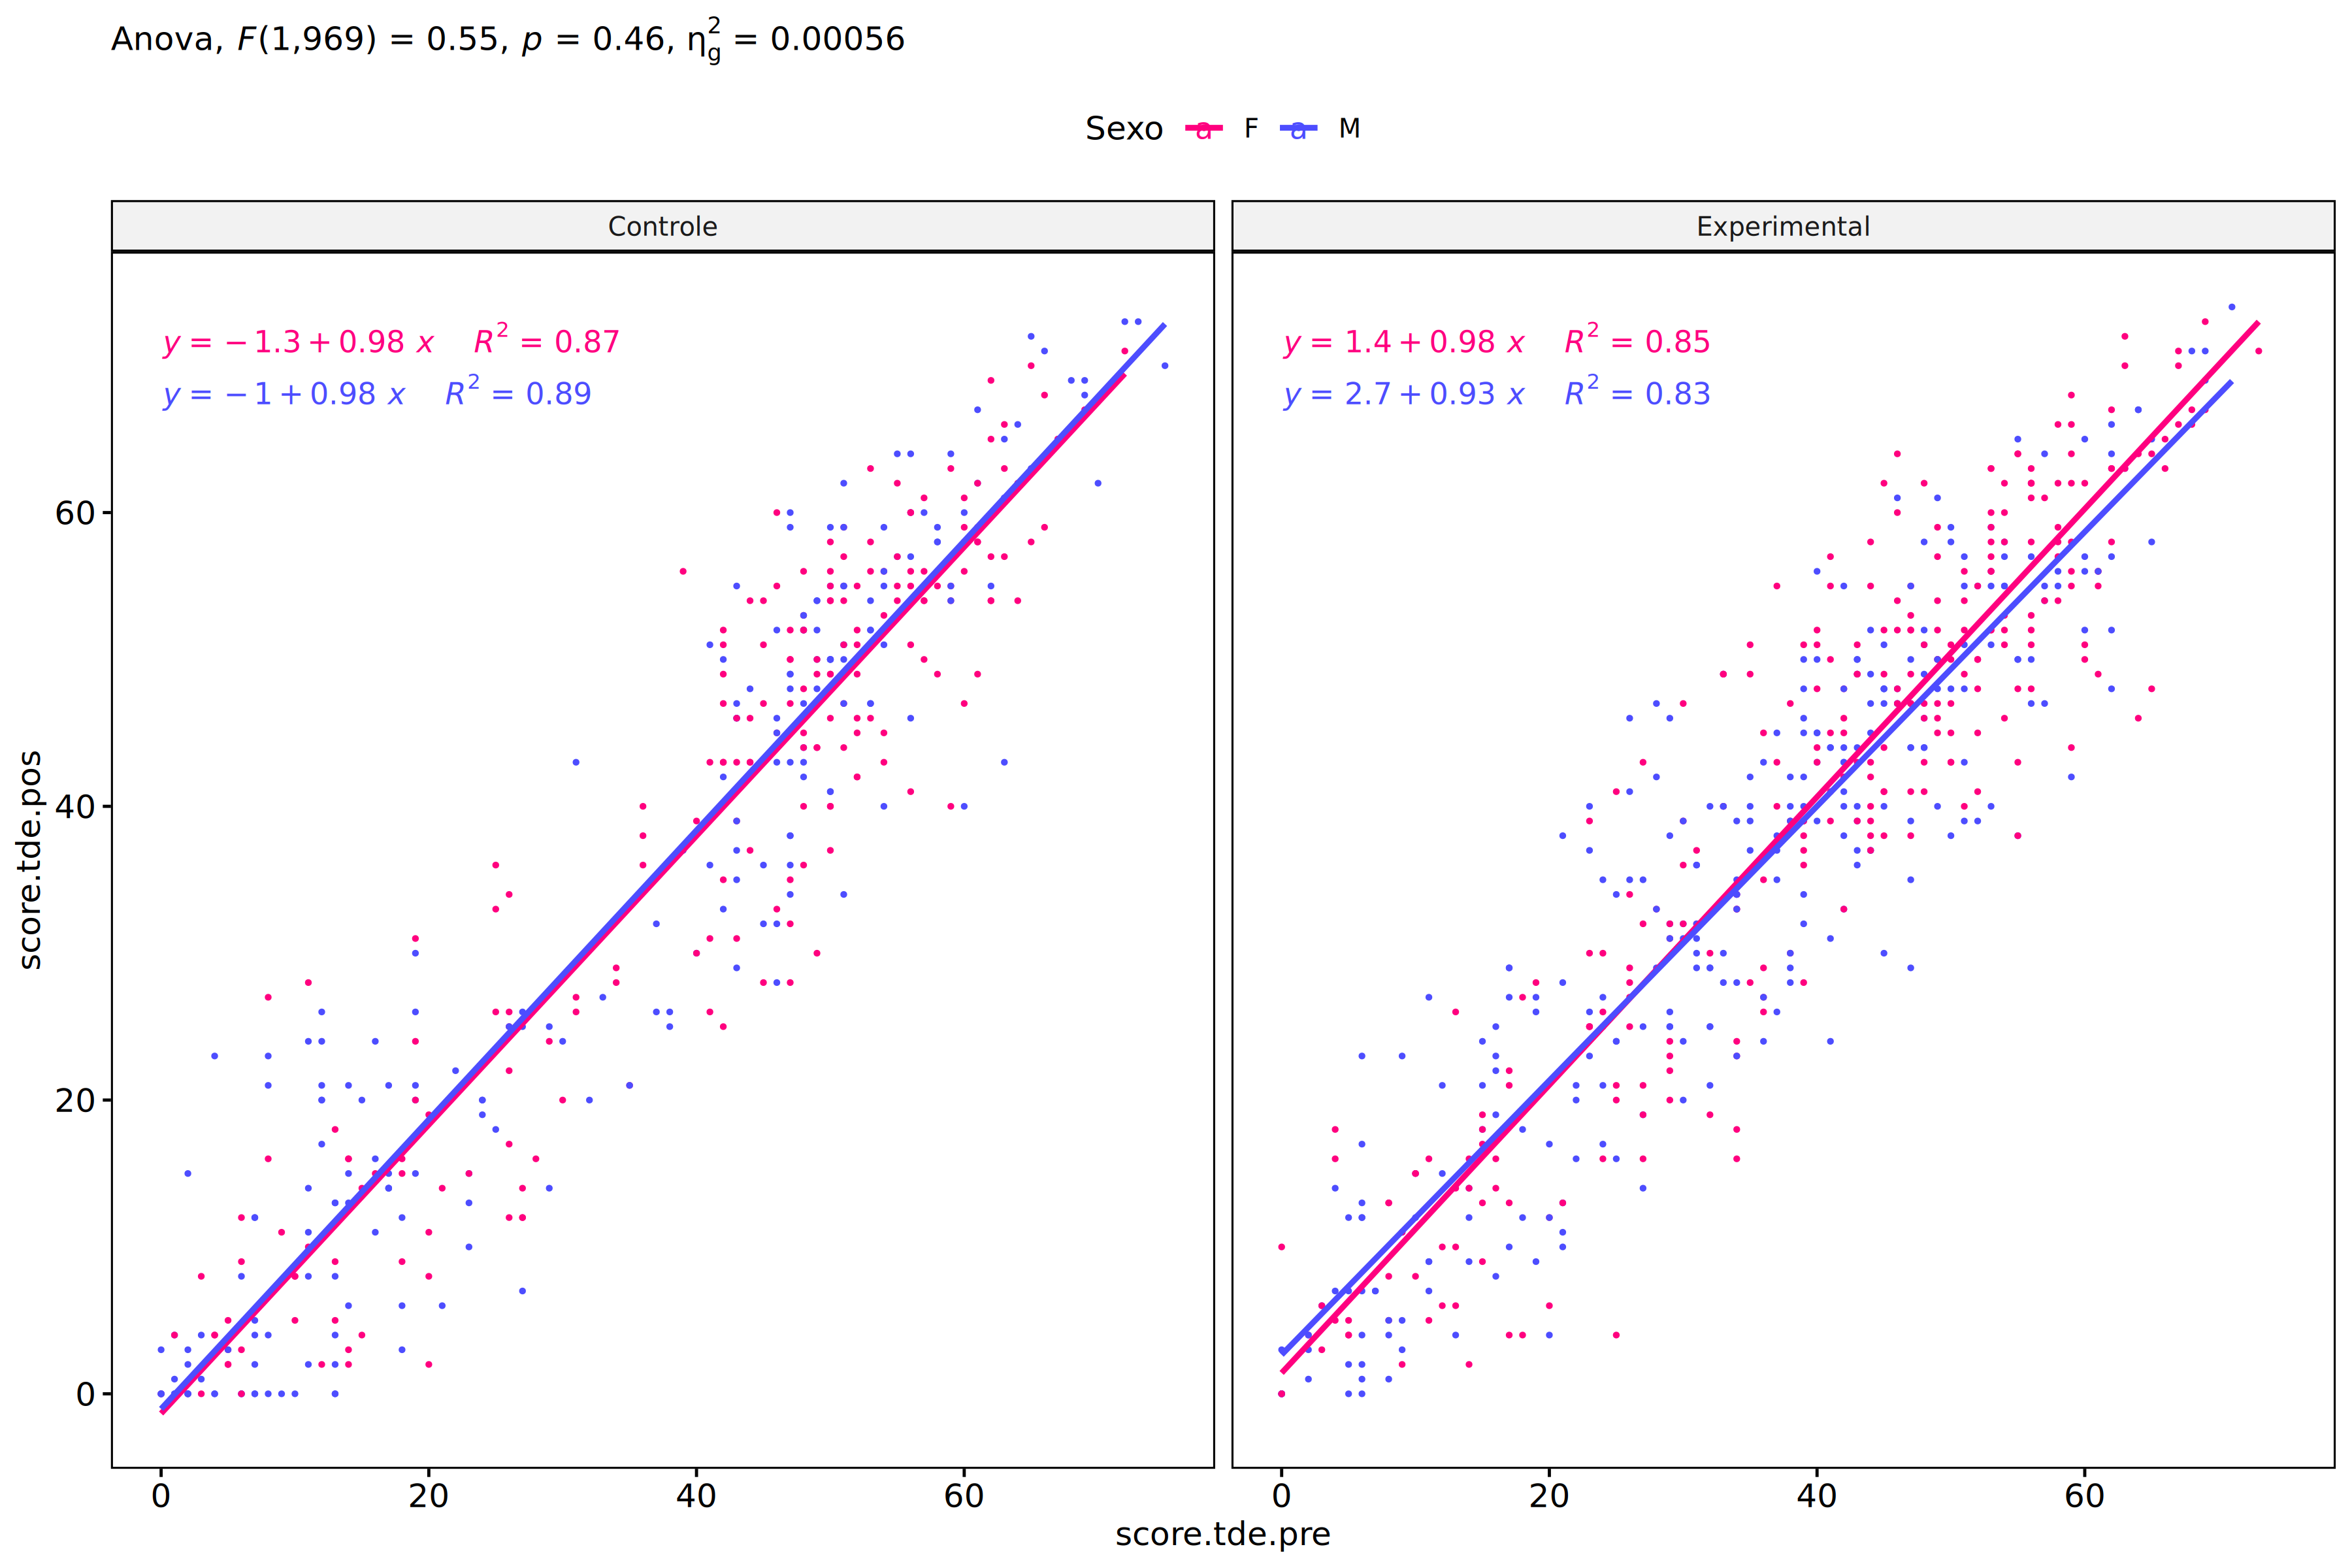 Anova, F(1,969) = 0.55, p = 0.46, η²g = 0.00056
Sexo a F a M
Controle
Experimental
y = − 1.3 + 0.98 x R² = 0.87
y = − 1 + 0.98 x R² = 0.89
y = 1.4 + 0.98 x R² = 0.85
y = 2.7 + 0.93 x R² = 0.83
score.tde.pos
60
40
20
0
0 20 40 60
0 20 40 60
score.tde.pre